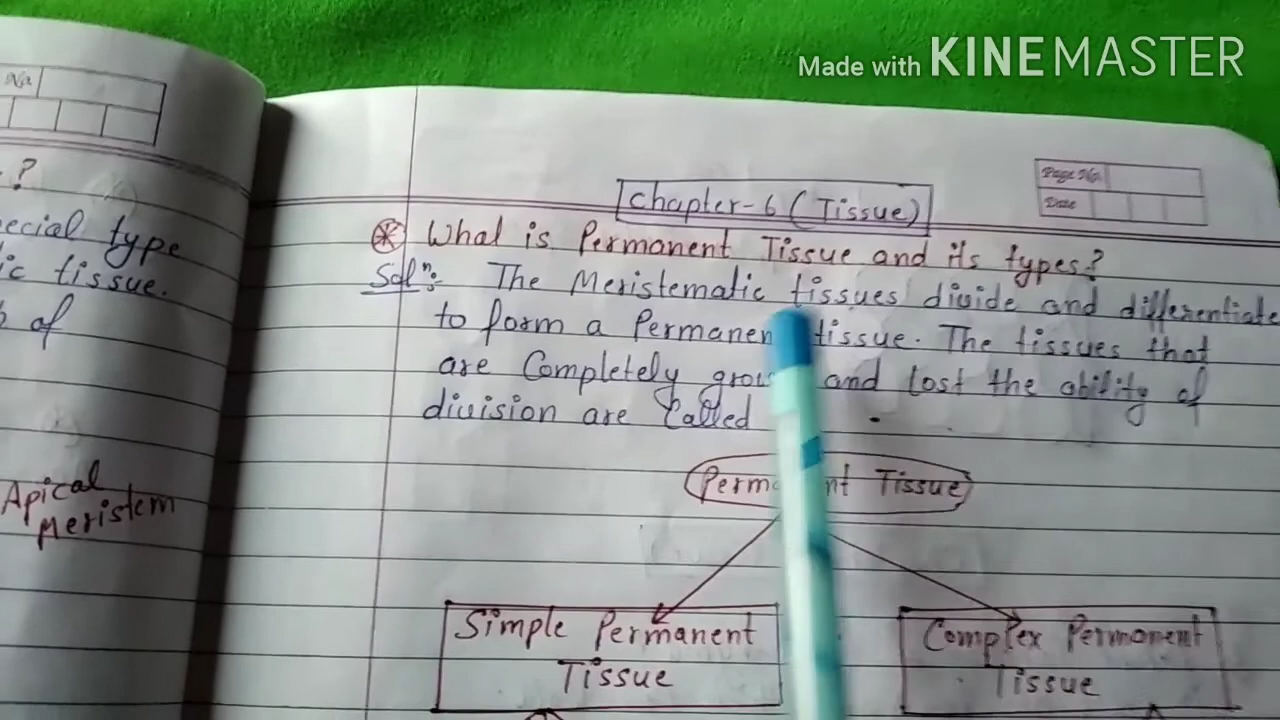 Made with KINEMASTER
No.
?
ecial type
ic tissue.
of
Apical
Meristem
Page No.
Date
Chapter-6 (Tissue)
What is Permanent Tissue and its types?
Solⁿ:- The Meristematic tissues divide and differentiate
to form a Permanen tissue. The tissues that
are Completely grow and lost the ability of
division are Called
Perma nt Tissue
Simple Permanent
Tissue
Complex Permanent
Tissue